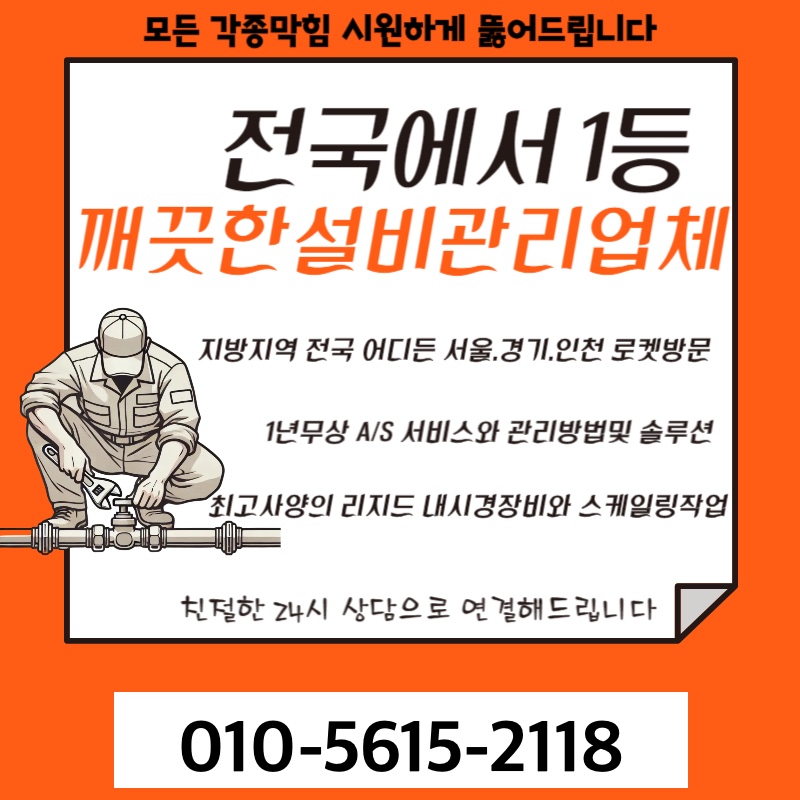 모든 각종막힘 시원하게 뚫어드립니다
전국에서 1등
깨끗한설비관리업체
지방지역 전국 어디든 서울.경기.인천 로켓방문
1년무상 A/S 서비스와 관리방법및 솔루션
최고사양의 리지드 내시경장비와 스케일링작업
친절한 24시 상담으로 연결해드립니다
010-5615-2118